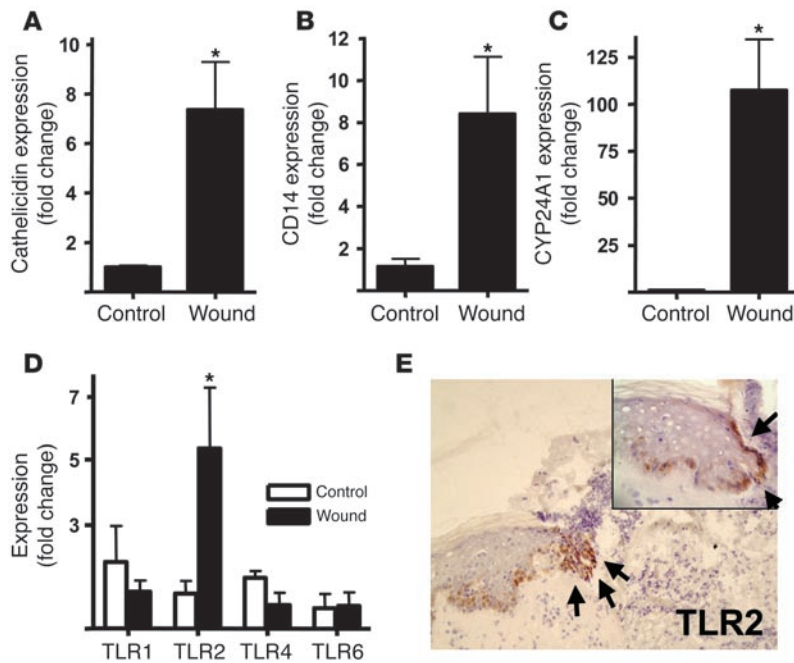 A
Cathelicidin expression
(fold change)
10
8
6
4
2
*
Control Wound
B
CD14 expression
(fold change)
12
10
8
6
4
2
*
Control Wound
C
CYP24A1 expression
(fold change)
125
100
75
50
25
*
Control Wound
D
Expression
(fold change)
7
5
3
*
Control
Wound
TLR1 TLR2 TLR4 TLR6
E
TLR2